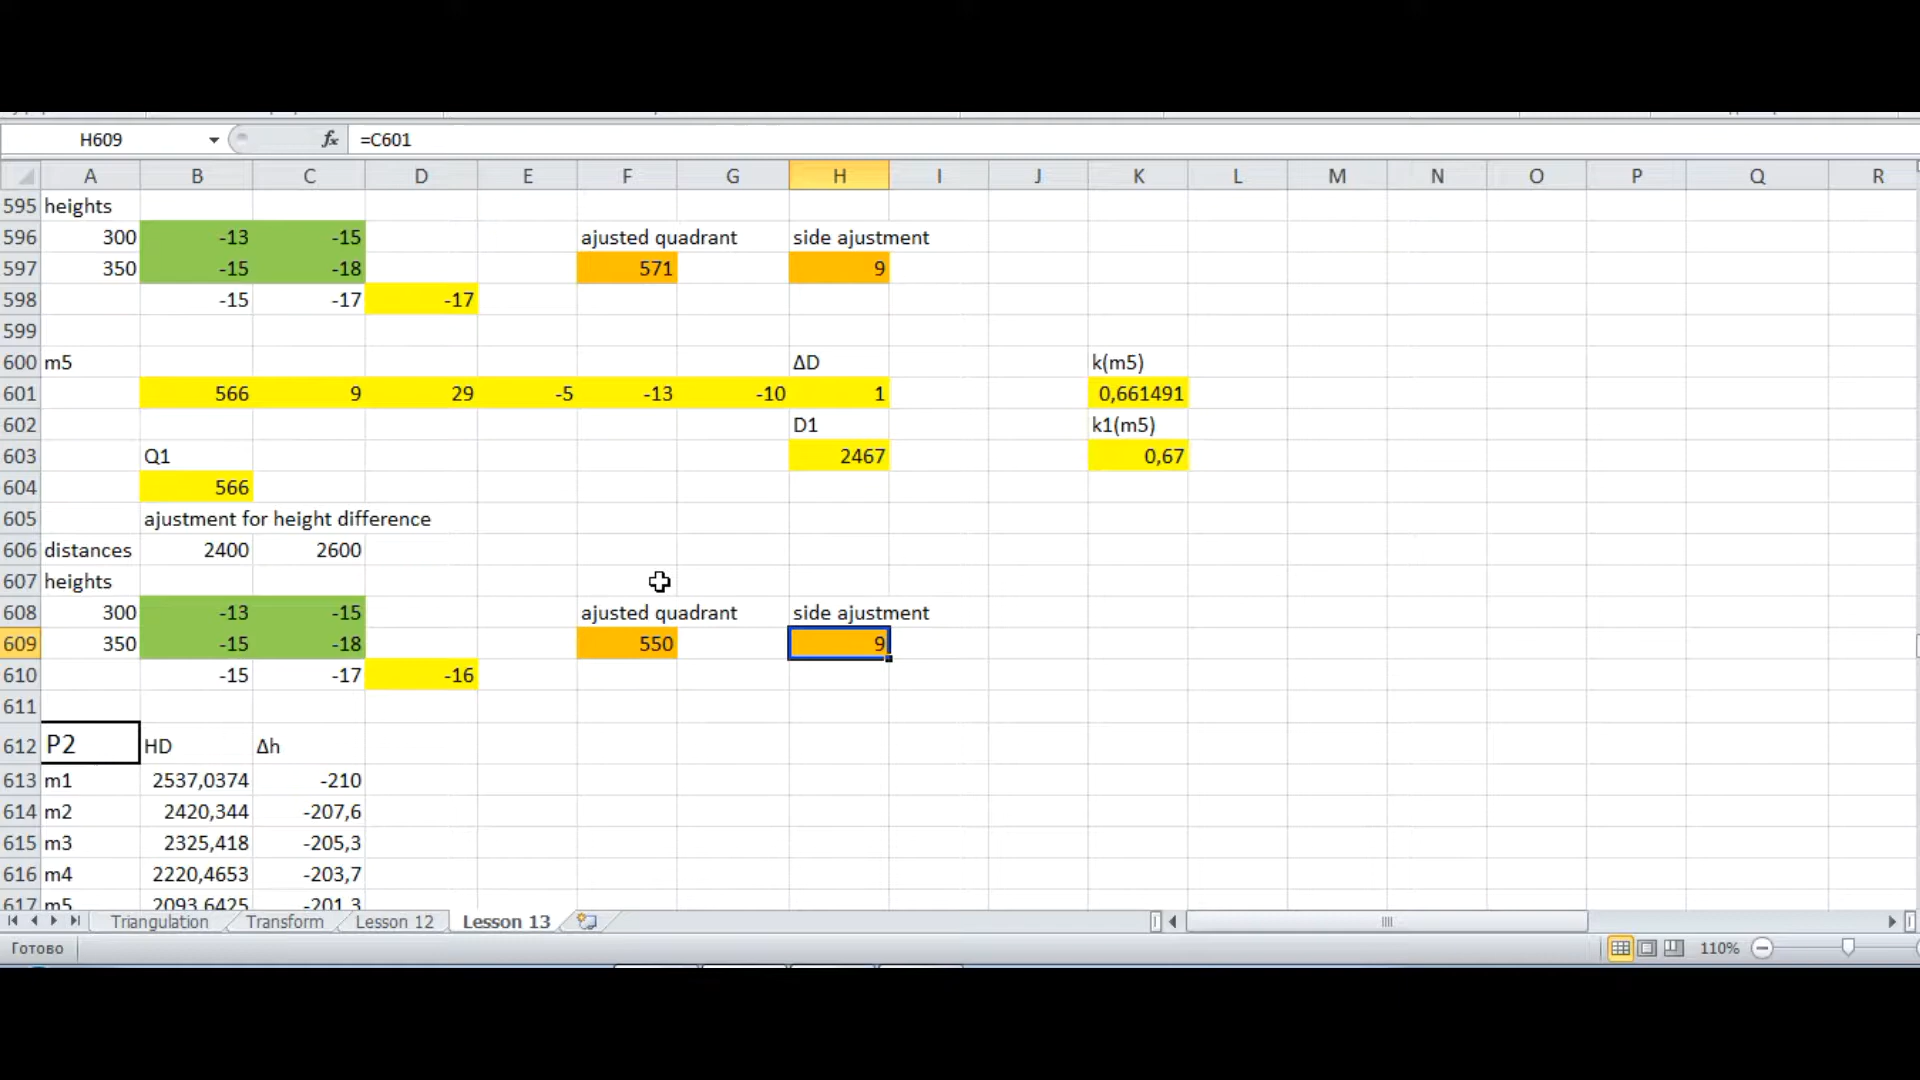 H609 fx =C601
A B C D E F G H I J K L M N O P Q R
595 heights
596 300 -13 -15 ajusted quadrant side ajustment
597 350 -15 -18 571 9
598 -15 -17 -17
599
600 m5 ΔD k(m5)
601 566 9 29 -5 -13 -10 1 0,661491
602 D1 k1(m5)
603 Q1 2467 0,67
604 566
605 ajustment for height difference
606 distances 2400 2600
607 heights
608 300 -13 -15 ajusted quadrant side ajustment
609 350 -15 -18 550 9
610 -15 -17 -16
611
612 P2 HD Δh
613 m1 2537,0374 -210
614 m2 2420,344 -207,6
615 m3 2325,418 -205,3
616 m4 2220,4653 -203,7
617 m5 2093,6425 -201,3
Triangulation Transform Lesson 12 Lesson 13
Готово 110%